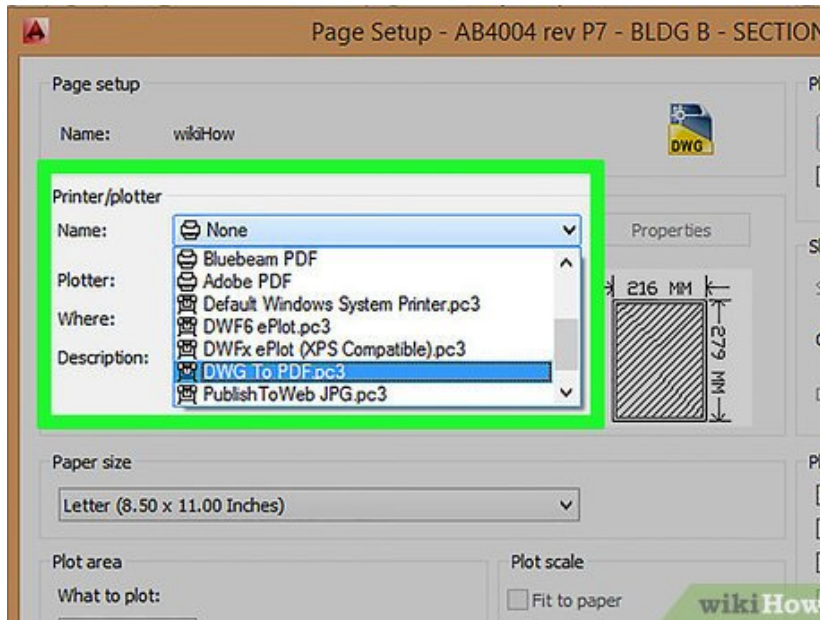 Page Setup - AB4004 rev P7 - BLDG B - SECTION
Page setup
Name: wikiHow
DWG
Printer/plotter
Name: None
Properties
Bluebeam PDF
Adobe PDF
Plotter:
Default Windows System Printer.pc3
Where:
DWF6 ePlot.pc3
DWFx ePlot (XPS Compatible).pc3
Description:
DWG To PDF.pc3
PublishToWeb JPG.pc3
216 MM
279 MM
Paper size
Letter (8.50 x 11.00 Inches)
Plot area
What to plot:
Plot scale
Fit to paper
wikiHow